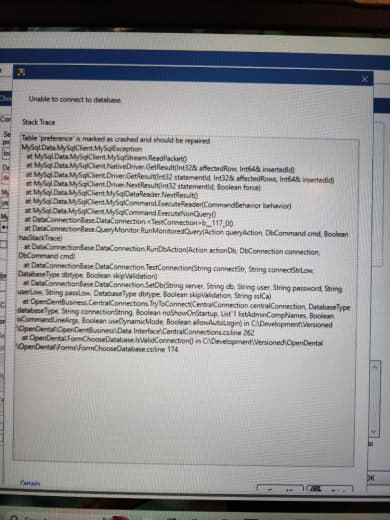 Unable to connect to database.
Stack Trace
Table 'preference' is marked as crashed and should be repaired
MySql.Data.MySqlClient.MySqlException
at MySql.Data.MySqlClient.MySqlStream.ReadPacket()
at MySql.Data.MySqlClient.NativeDriver.GetResult(Int32& affectedRow, Int64& insertedId)
at MySql.Data.MySqlClient.Driver.GetResult(Int32 statementId, Int32& affectedRows, Int64& insertedId)
at MySql.Data.MySqlClient.Driver.NextResult(Int32 statementId, Boolean force)
at MySql.Data.MySqlClient.MySqlDataReader.NextResult()
at MySql.Data.MySqlClient.MySqlCommand.ExecuteReader(CommandBehavior behavior)
at MySql.Data.MySqlClient.MySqlCommand.ExecuteNonQuery()
at DataConnectionBase.DataConnection.<TestConnection>b__117_0()
at DataConnectionBase.QueryMonitor.RunMonitoredQuery(Action queryAction, DbCommand cmd, Boolean
hasStackTrace)
at DataConnectionBase.DataConnection.RunDbAction(Action actionDb, DbConnection connection,
DbCommand cmd)
at DataConnectionBase.DataConnection.TestConnection(String connectStr, String connectStrLow,
DatabaseType dbtype, Boolean skipValidation)
at DataConnectionBase.DataConnection.SetDb(String server, String db, String user, String password, String
userLow, String passLow, DatabaseType dbtype, Boolean skipValidation, String sslCa)
at OpenDentBusiness.CentralConnections.TryToConnect(CentralConnection centralConnection, DatabaseType
databaseType, String connectionString, Boolean noShowOnStartup, List`1 listAdminCompNames, Boolean
isCommandLineArgs, Boolean useDynamicMode, Boolean allowAutoLogin) in C:\Development\Versioned
\OpenDental\OpenDentBusiness\Data Interface\CentralConnections.cs:line 262
at OpenDental.FormChooseDatabase.IsValidConnection() in C:\Development\Versioned\OpenDental
\OpenDental\Forms\FormChooseDatabase.cs:line 174
Details